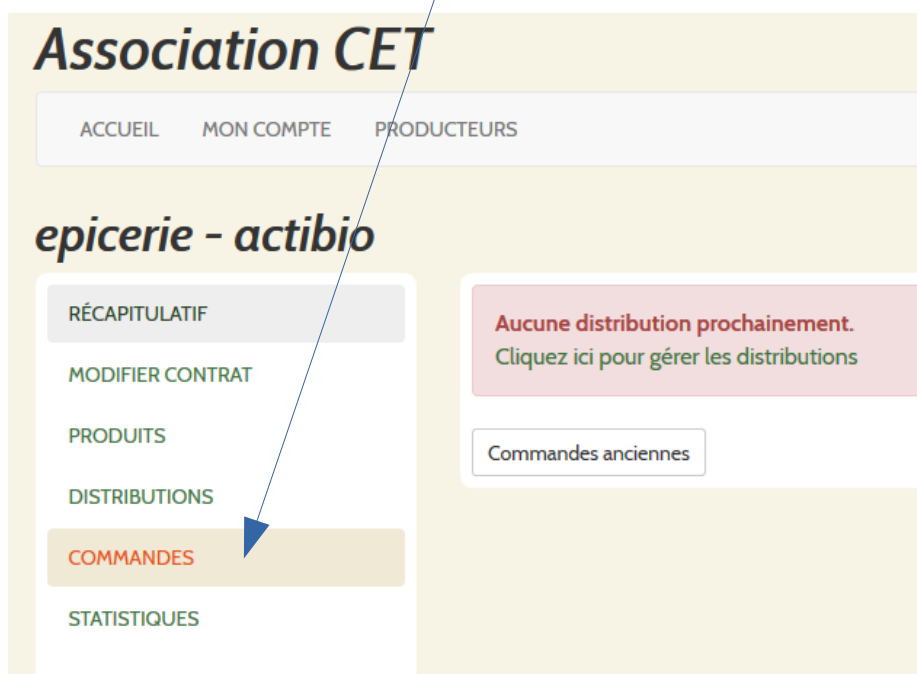 Association CET
ACCUEIL MON COMPTE PRODUCTEURS
epicerie - actibio
RÉCAPITULATIF
MODIFIER CONTRAT
PRODUITS
DISTRIBUTIONS
COMMANDES
STATISTIQUES
Aucune distribution prochainement.
Cliquez ici pour gérer les distributions
Commandes anciennes